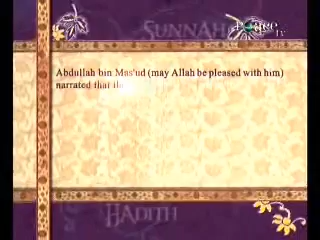 SUNNAH
Abdullah bin Mas'ud (may Allah be pleased with him)
narrated that
HADITH